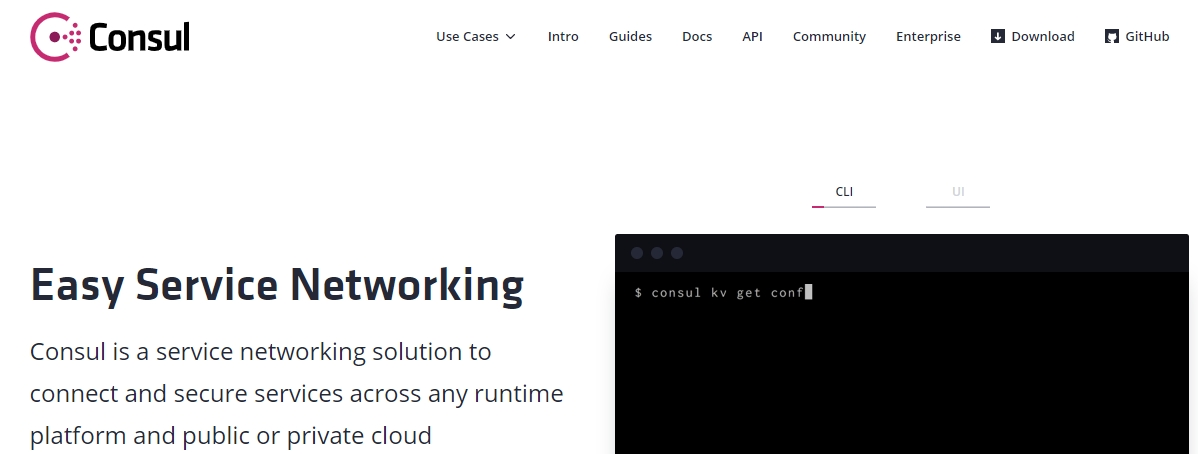 Consul
Use Cases Intro Guides Docs API Community Enterprise Download GitHub
CLI UI
Easy Service Networking
Consul is a service networking solution to
connect and secure services across any runtime
platform and public or private cloud
$ consul kv get conf